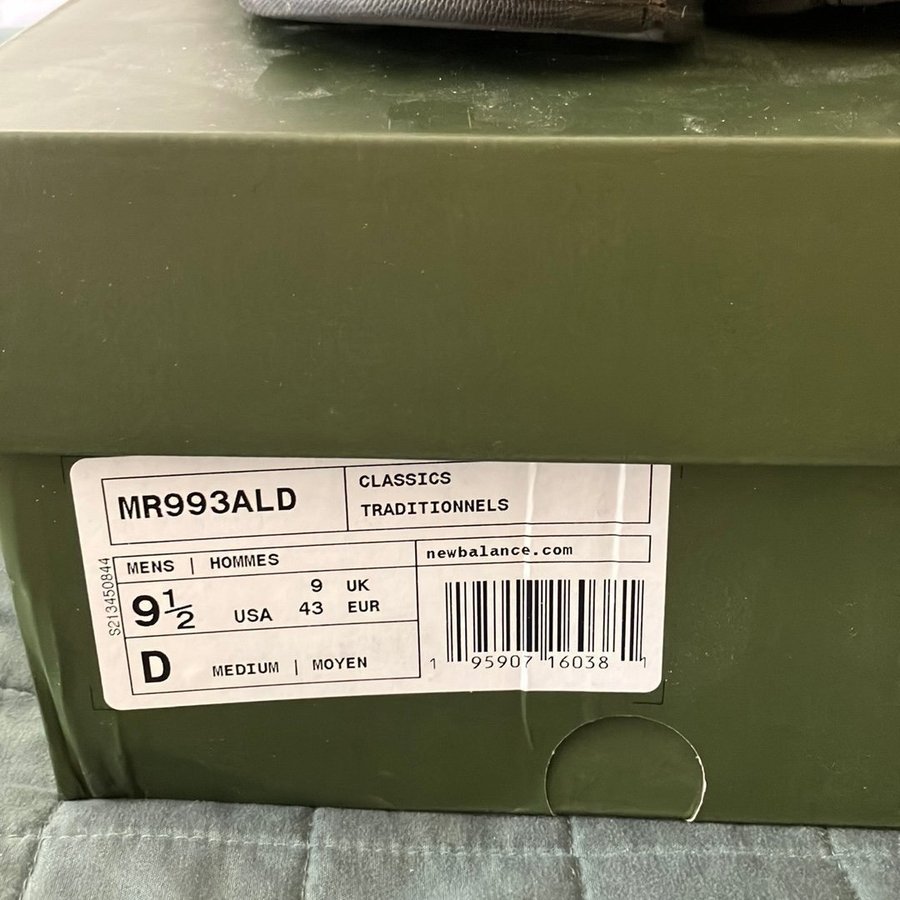 MR993ALD
CLASSICS
TRADITIONNELS
MENS | HOMMES
newbalance.com
9½ USA 9 UK
43 EUR
D MEDIUM | MOYEN
S213450844
1 95907 16038 1